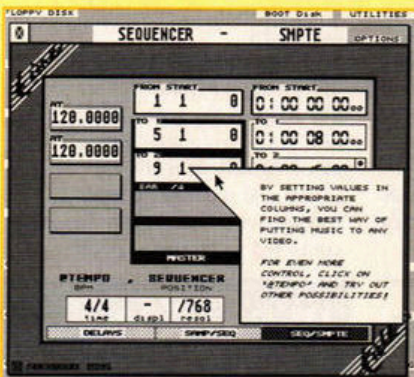 FLOPPY DISK BOOT Disk UTILITIES
SEQUENCER - SMPTE OPTIONS
FROM START FROM START
1 1 0 0: 00 00 00
AT
120.0000
TO 1 TO 1
5 1 0 0: 00 08 00
AT
120.0000
TO 2 TO 2
9 1
BAR /4
MASTER
BY SETTING VALUES IN
THE APPROPRIATE
COLUMNS, YOU CAN
FIND THE BEST WAY OF
PUTTING MUSIC TO ANY
VIDEO.
FOR EVEN MORE
CONTROL, CLICK ON
"@TEMPO" AND TRY OUT
OTHER POSSIBILITIES!
@TEMPO . SEQUENCER
BPM POSITION
4/4 - /768
time displ resol
DELAYS SAMP/SEQ SEQ/SMPTE